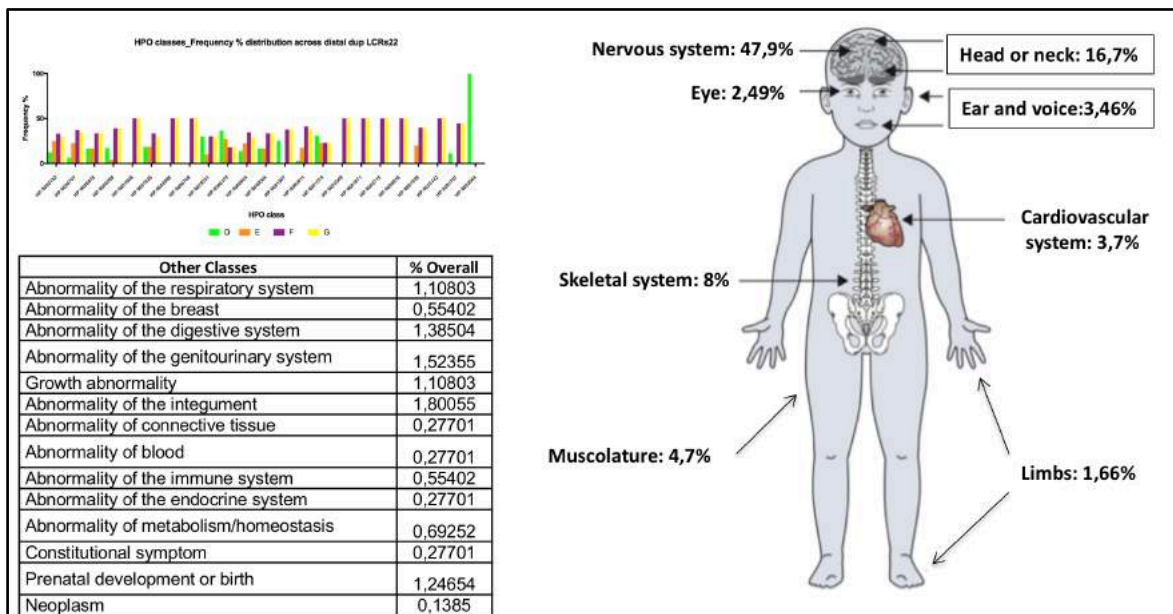 HPO classes_Frequency % distribution across distal dup LCRs22
Frequency %
100
50
0
HPO class
D E F G
Other Classes % Overall
Abnormality of the respiratory system 1,10803
Abnormality of the breast 0,55402
Abnormality of the digestive system 1,38504
Abnormality of the genitourinary system 1,52355
Growth abnormality 1,10803
Abnormality of the integument 1,80055
Abnormality of connective tissue 0,27701
Abnormality of blood 0,27701
Abnormality of the immune system 0,55402
Abnormality of the endocrine system 0,27701
Abnormality of metabolism/homeostasis 0,69252
Constitutional symptom 0,27701
Prenatal development or birth 1,24654
Neoplasm 0,1385
Nervous system: 47,9%
Head or neck: 16,7%
Eye: 2,49%
Ear and voice:3,46%
Cardiovascular
system: 3,7%
Skeletal system: 8%
Muscolature: 4,7%
Limbs: 1,66%